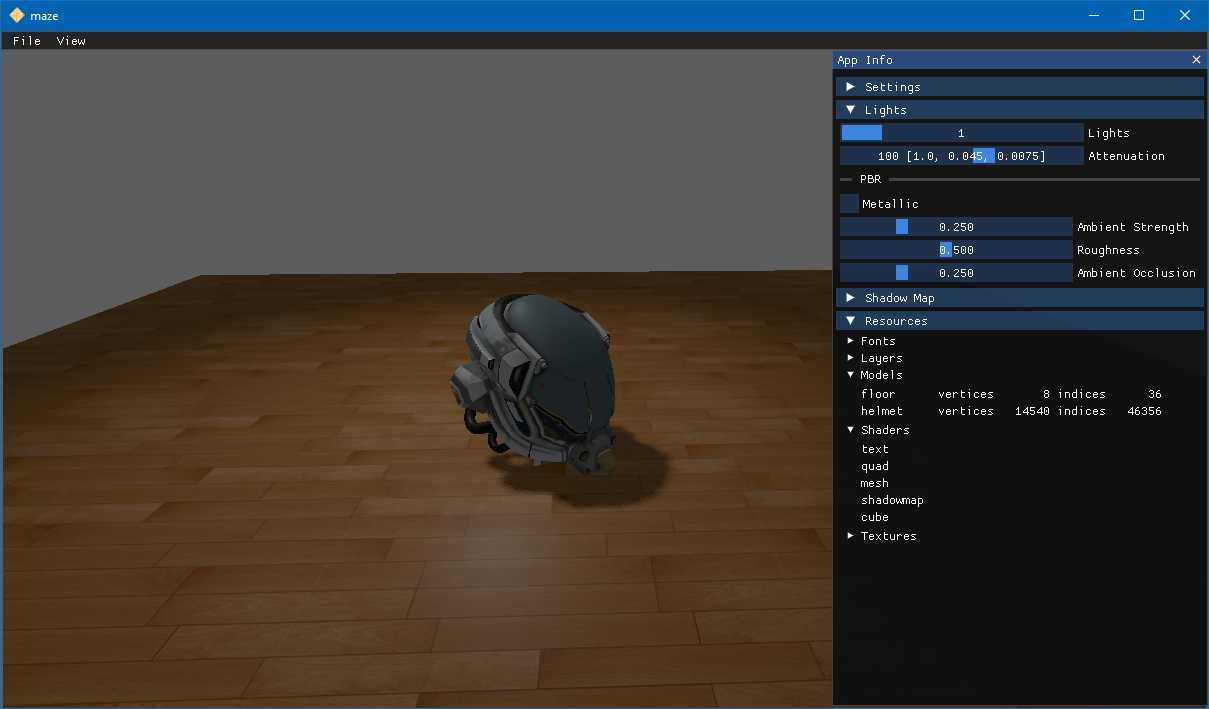 maze
File View
App Info
Settings
Lights
1 Lights
100 [1.0, 0.045, 0.0075] Attenuation
PBR
Metallic
0.250 Ambient Strength
0.500 Roughness
0.250 Ambient Occlusion
Shadow Map
Resources
Fonts
Layers
Models
floor vertices 8 indices 36
helmet vertices 14540 indices 46356
Shaders
text
quad
mesh
shadowmap
cube
Textures